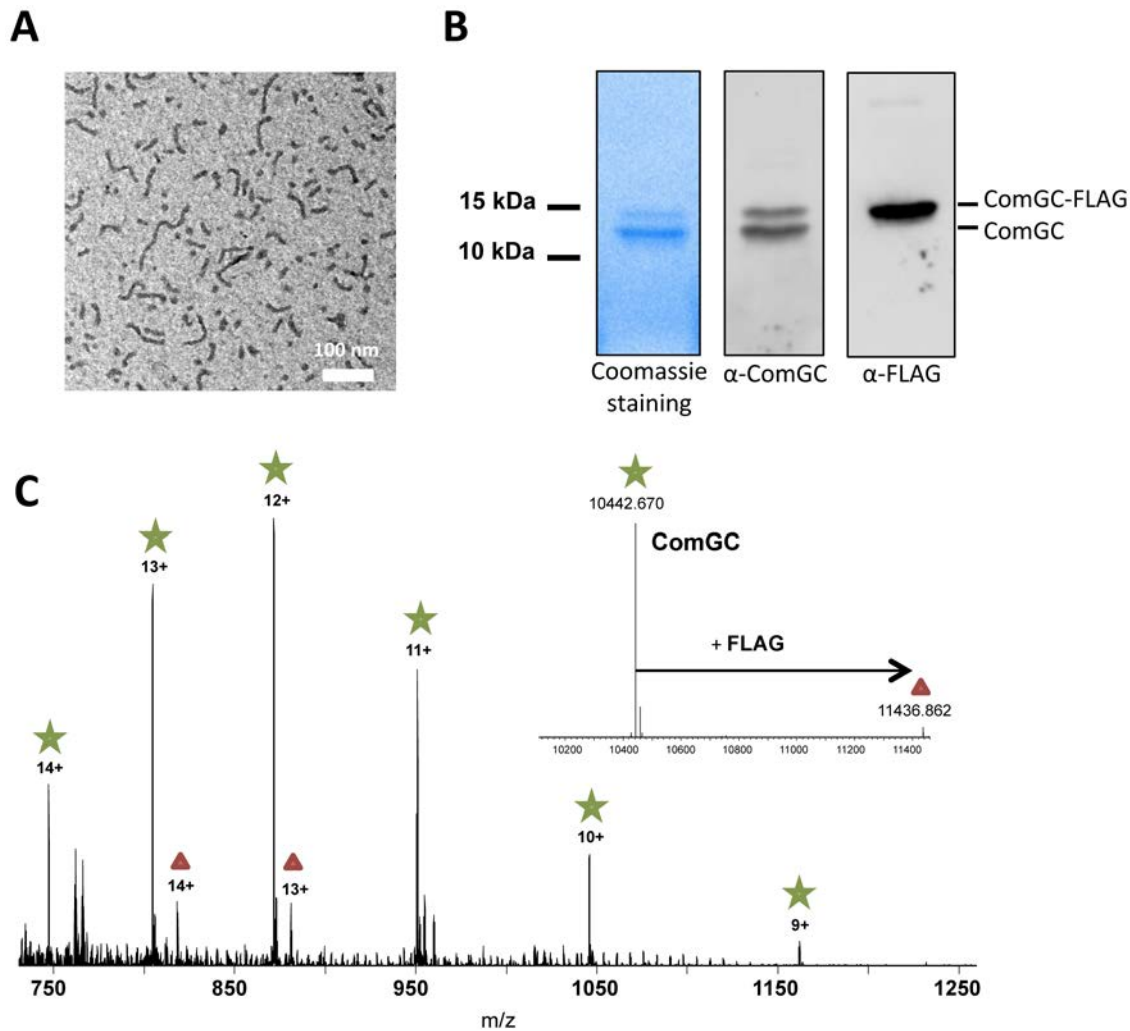 A
100 nm
B
15 kDa
10 kDa
ComGC-FLAG
ComGC
Coomassie
staining
α-ComGC
α-FLAG
C
14+
13+
14+
12+
13+
11+
10+
9+
10442.670
ComGC
+ FLAG
11436.862
10200 10400 10600 10800 11000 11200 11400
750 850 950 1050 1150 1250
m/z